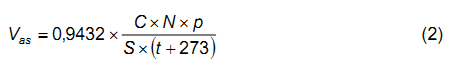 V_as = 0,9432 × (C × N × p) / (S × (t + 273)) (2)